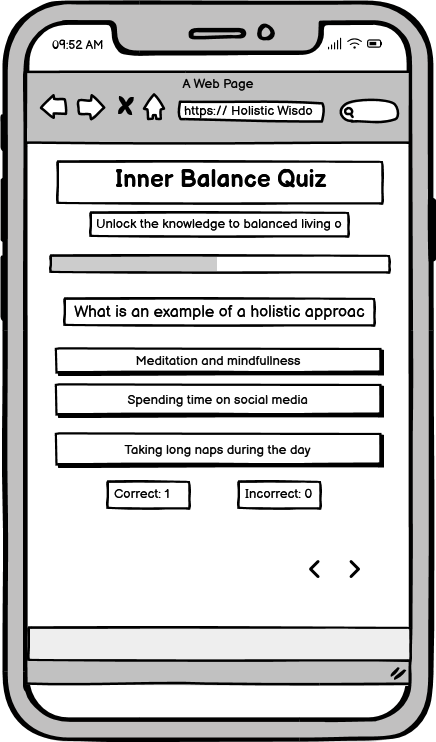 09:52 AM
A Web Page
https:// Holistic Wisdo
Inner Balance Quiz
Unlock the knowledge to balanced living o
What is an example of a holistic approac
Meditation and mindfullness
Spending time on social media
Taking long naps during the day
Correct: 1
Incorrect: 0